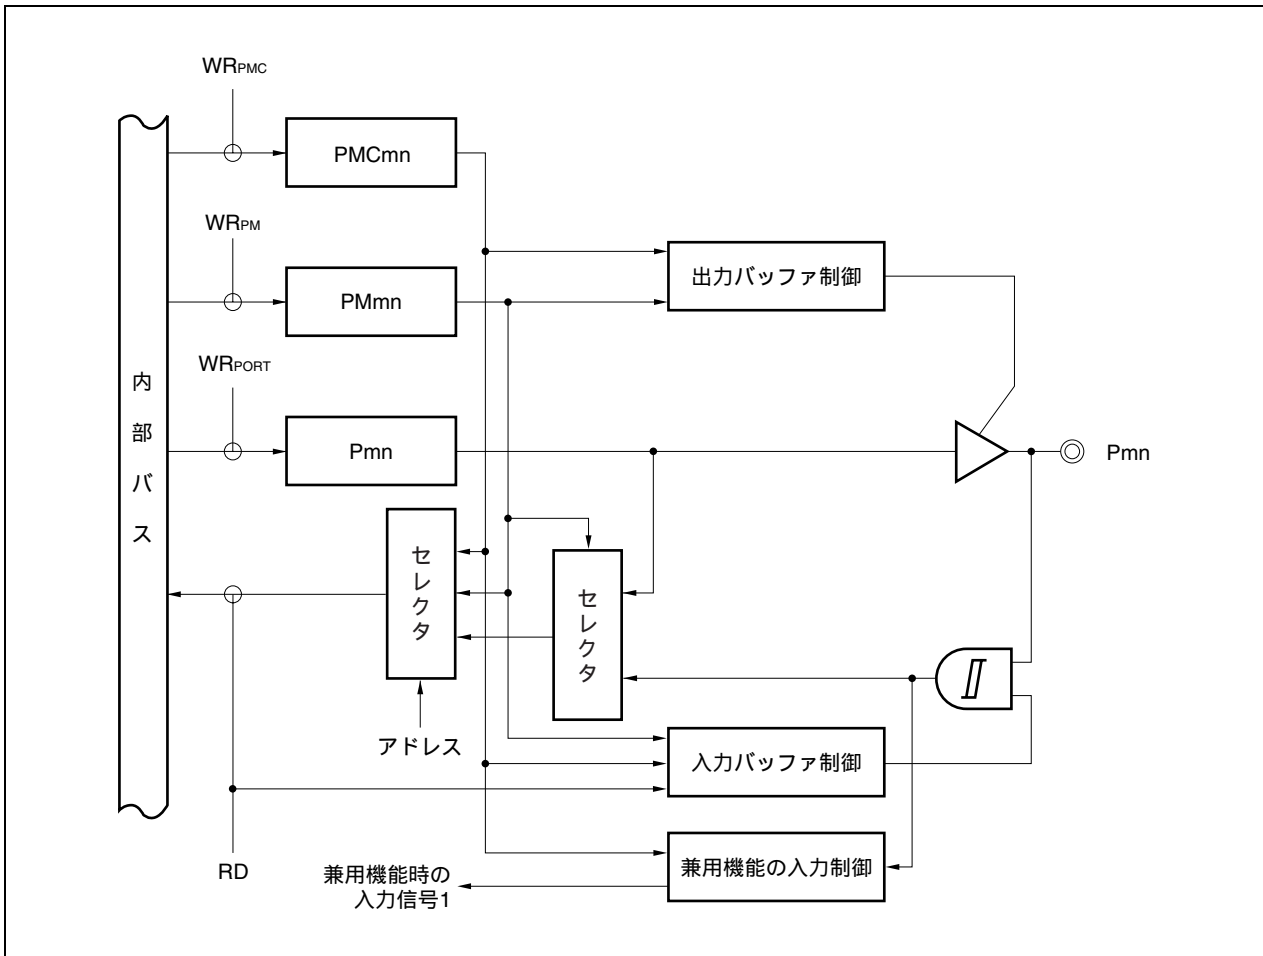 WRPMC
PMCmn
WRPM
PMmn
出力バッファ制御
WRPORT
Pmn
Pmn
内部バス
セレクタ
セレクタ
アドレス
入力バッファ制御
RD
兼用機能の入力制御
兼用機能時の
入力信号1